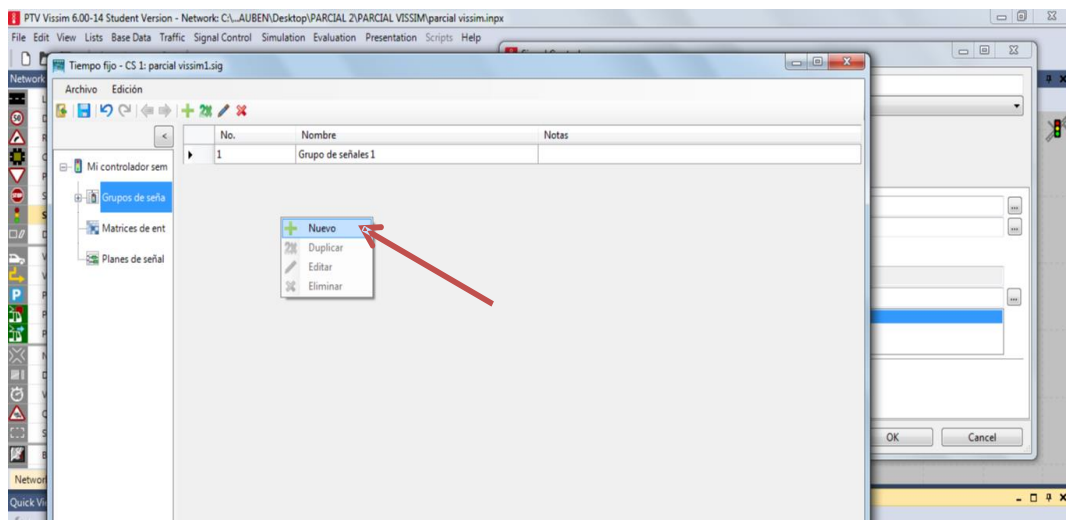 PTV Vissim 6.00-14 Student Version - Network: C:\...AUBEN\Desktop\PARCIAL 2\PARCIAL VISSIM\parcial vissim.inpx
File Edit View Lists Base Data Traffic Signal Control Simulation Evaluation Presentation Scripts Help
Tiempo fijo - CS 1: parcial vissim1.sig
Network
Archivo Edición
No. Nombre Notas
1 Grupo de señales 1
Mi controlador sem
Grupos de seña
Matrices de ent
Planes de señal
Nuevo
Duplicar
Editar
Eliminar
OK Cancel
Networ
Quick Vi